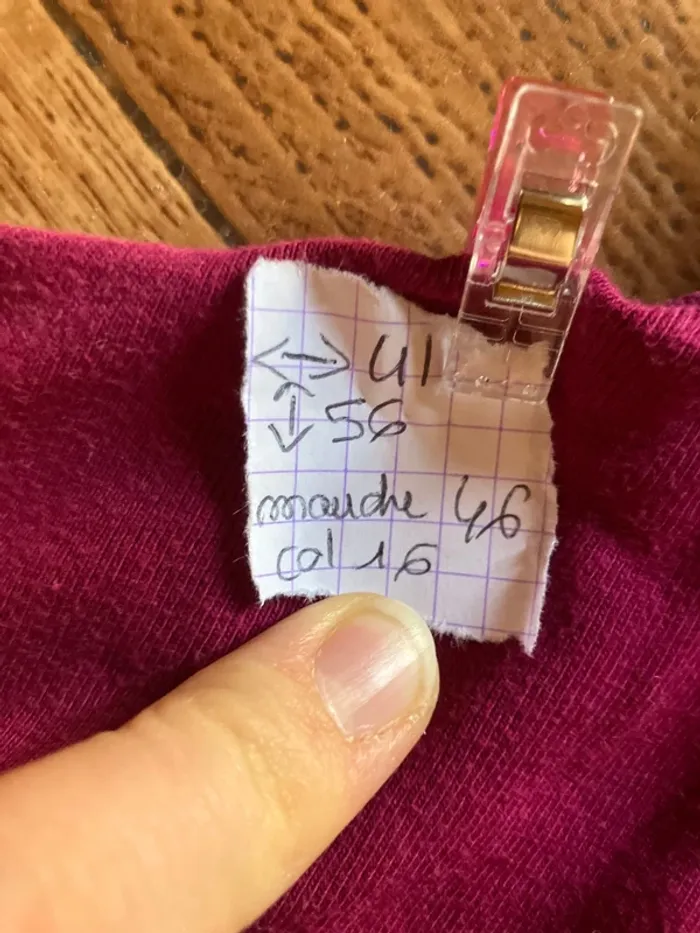 ↔ 41
↕ 56
manche 46
col 16